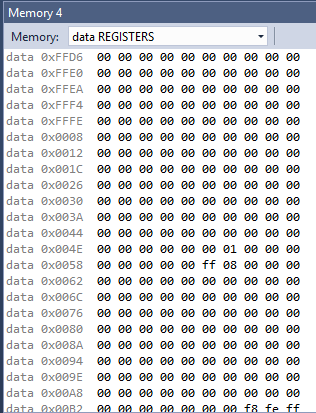 Memory 4
Memory: data REGISTERS
data 0xFFD6 00 00 00 00 00 00 00 00 00 00
data 0xFFE0 00 00 00 00 00 00 00 00 00 00
data 0xFFEA 00 00 00 00 00 00 00 00 00 00
data 0xFFF4 00 00 00 00 00 00 00 00 00 00
data 0xFFFE 00 00 00 00 00 00 00 00 00 00
data 0x0008 00 00 00 00 00 00 00 00 00 00
data 0x0012 00 00 00 00 00 00 00 00 00 00
data 0x001C 00 00 00 00 00 00 00 00 00 00
data 0x0026 00 00 00 00 00 00 00 00 00 00
data 0x0030 00 00 00 00 00 00 00 00 00 00
data 0x003A 00 00 00 00 00 00 00 00 00 00
data 0x0044 00 00 00 00 00 00 00 00 00 00
data 0x004E 00 00 00 00 00 00 01 00 00 00
data 0x0058 00 00 00 00 00 ff 08 00 00 00
data 0x0062 00 00 00 00 00 00 00 00 00 00
data 0x006C 00 00 00 00 00 00 00 00 00 00
data 0x0076 00 00 00 00 00 00 00 00 00 00
data 0x0080 00 00 00 00 00 00 00 00 00 00
data 0x008A 00 00 00 00 00 00 00 00 00 00
data 0x0094 00 00 00 00 00 00 00 00 00 00
data 0x009E 00 00 00 00 00 00 00 00 00 00
data 0x00A8 00 00 00 00 00 00 00 00 00 00
data 0x00B2 00 00 00 00 00 00 00 f8 fe ff